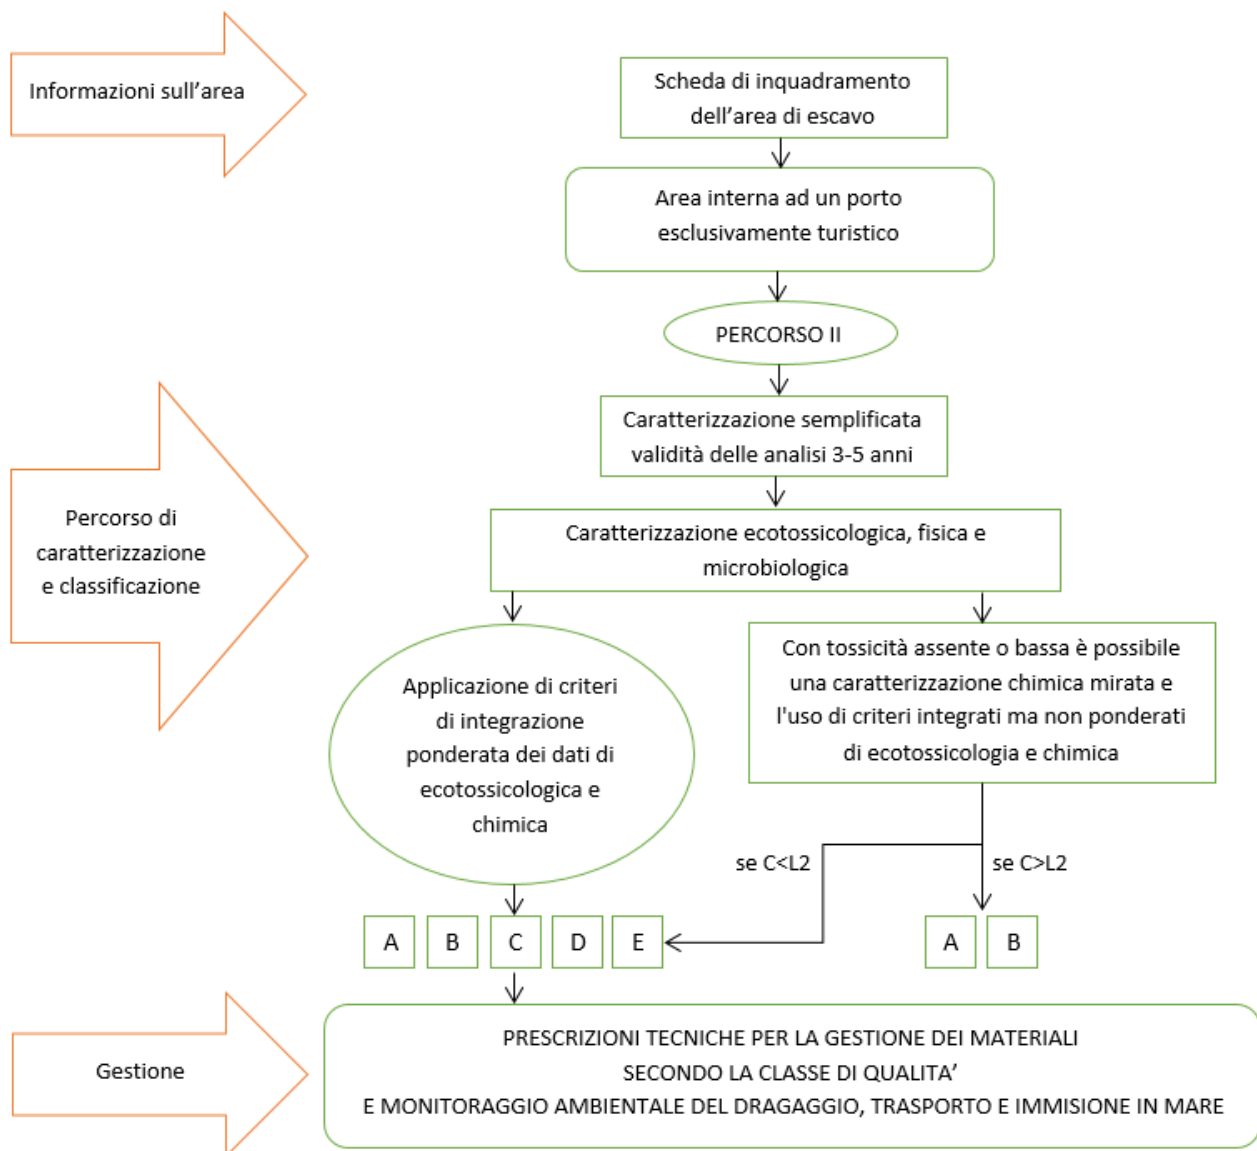 Informazioni sull'area
Scheda di inquadramento
dell'area di escavo
Area interna ad un porto
esclusivamente turistico
PERCORSO II
Caratterizzazione semplificata
validità delle analisi 3-5 anni
Percorso di
caratterizzazione
e classificazione
Caratterizzazione ecotossicologica, fisica e
microbiologica
Applicazione di criteri
di integrazione
ponderata dei dati di
ecotossicologica e
chimica
Con tossicità assente o bassa è possibile
una caratterizzazione chimica mirata e
l'uso di criteri integrati ma non ponderati
di ecotossicologia e chimica
se C<L2
se C>L2
A
B
C
D
E
A
B
Gestione
PRESCRIZIONI TECNICHE PER LA GESTIONE DEI MATERIALI
SECONDO LA CLASSE DI QUALITA'
E MONITORAGGIO AMBIENTALE DEL DRAGAGGIO, TRASPORTO E IMMISIONE IN MARE